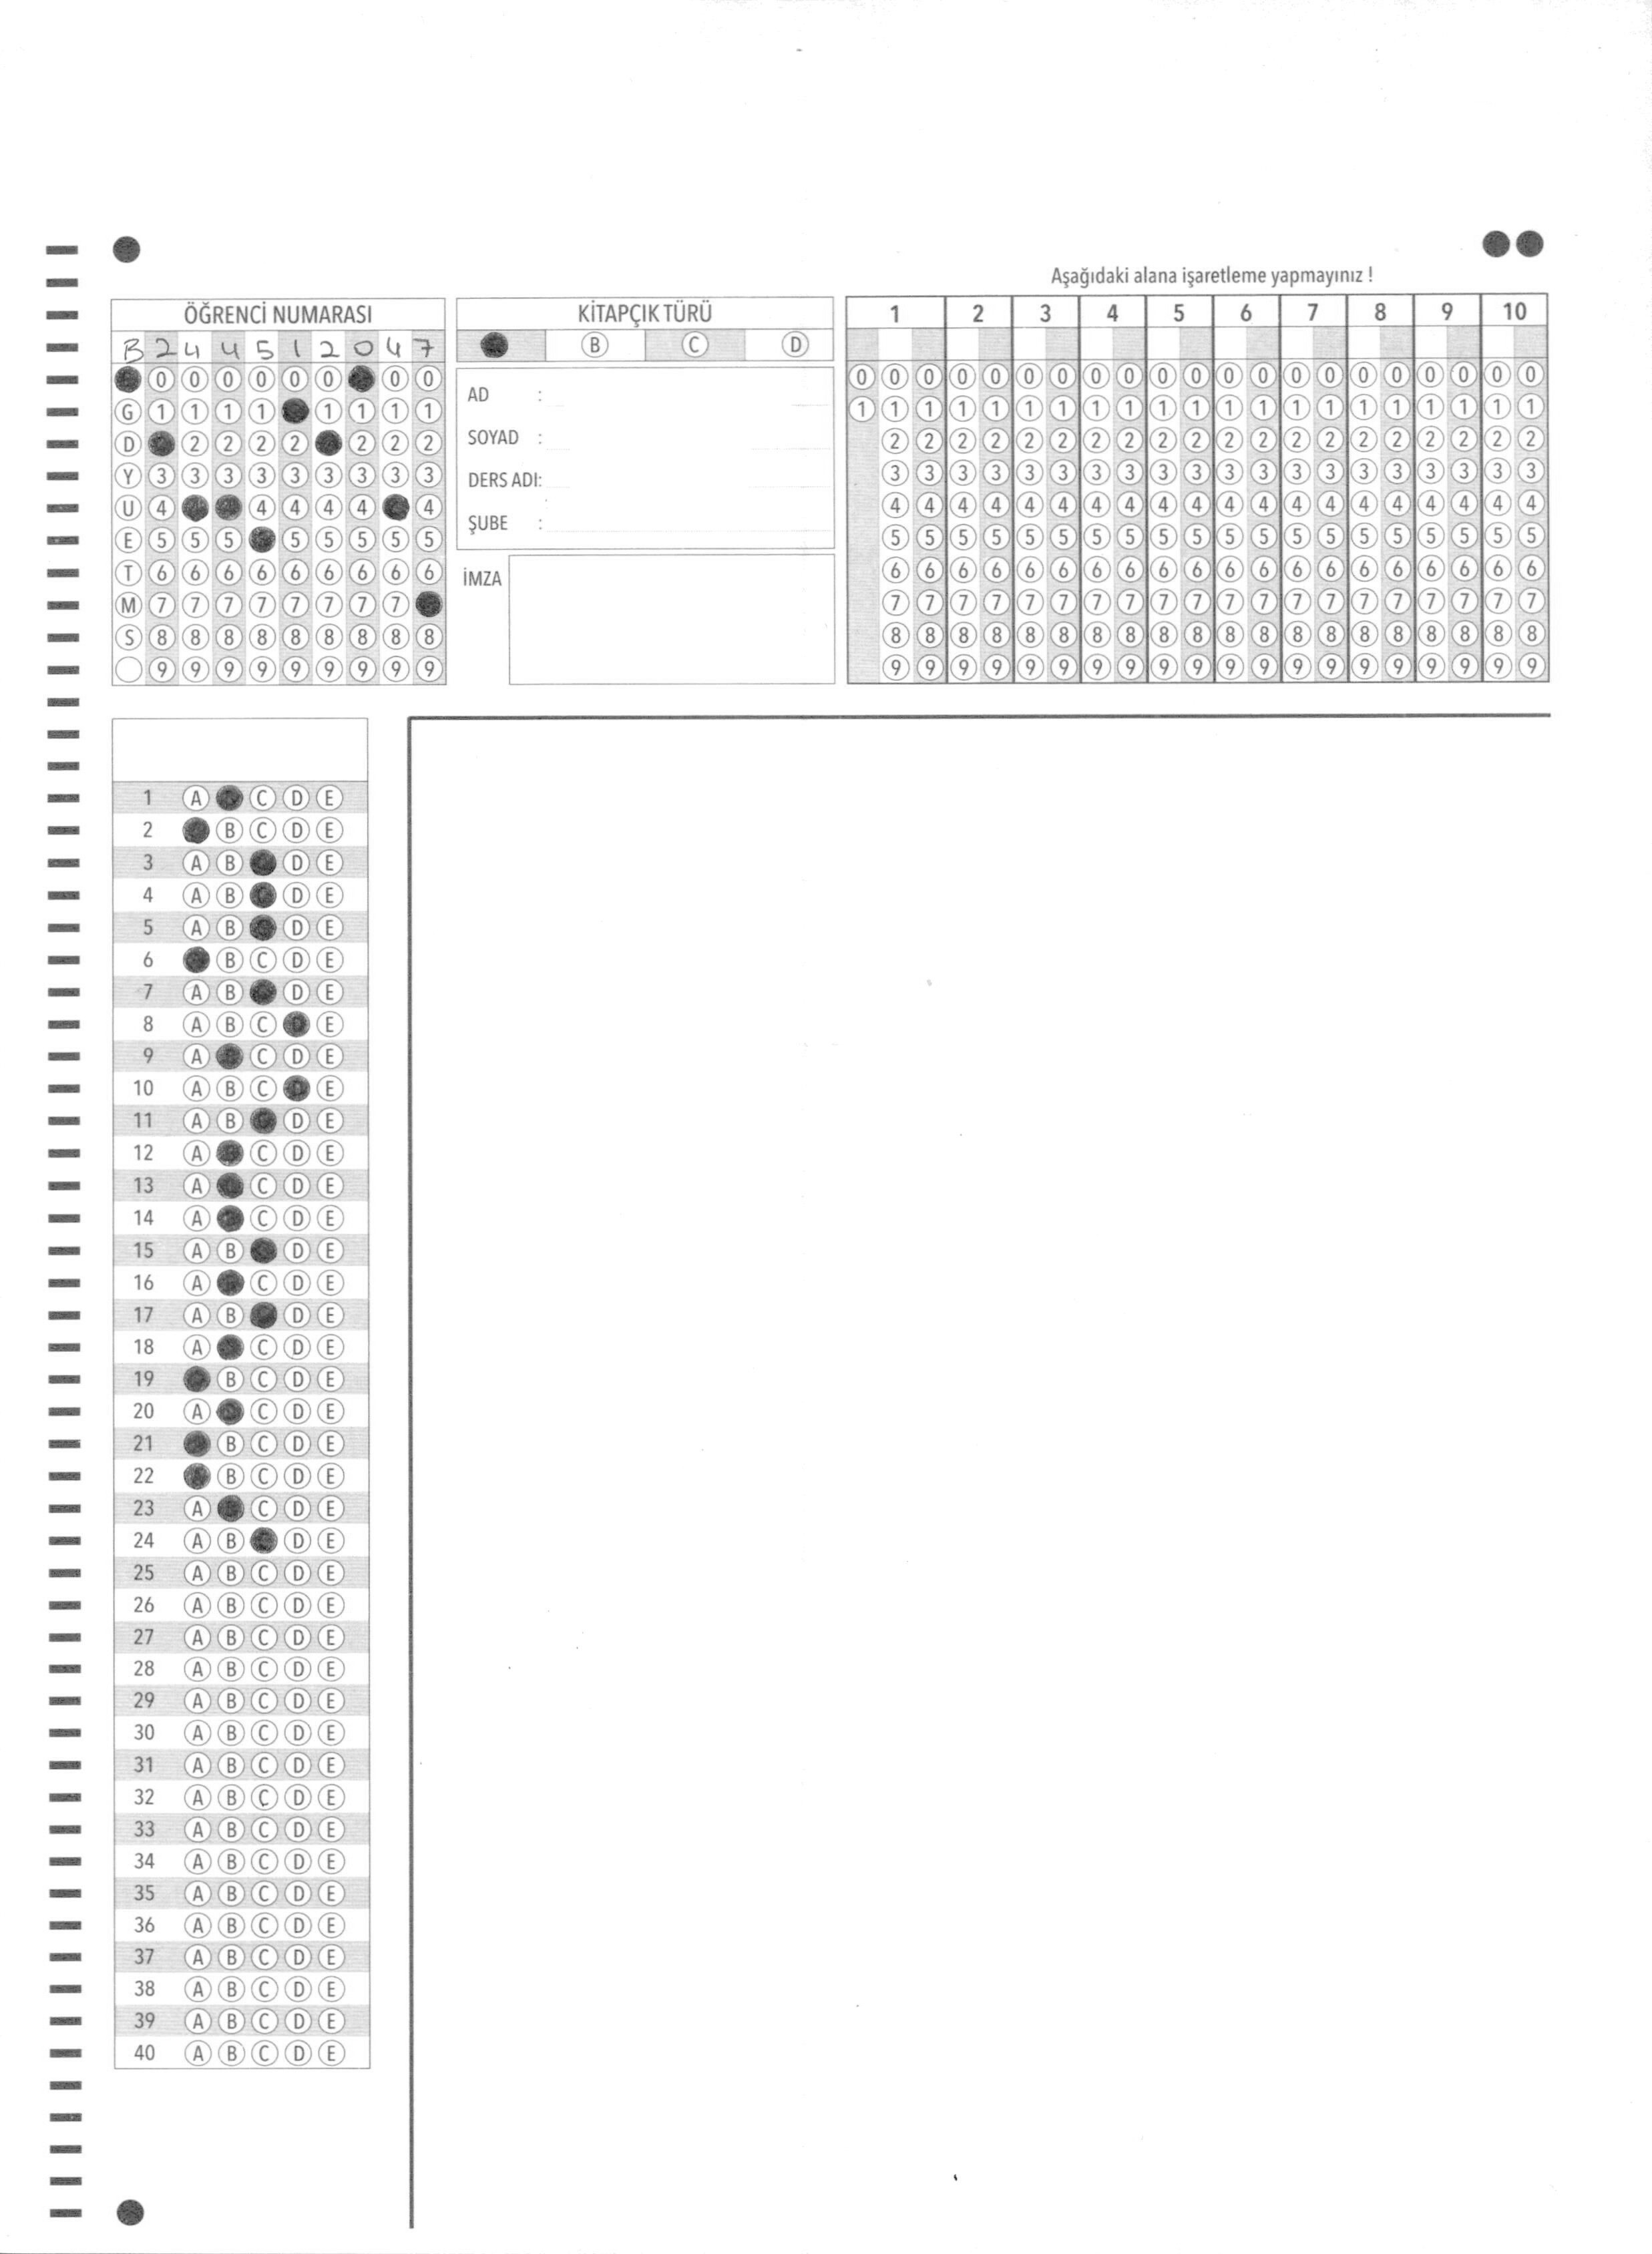 Aşağıdaki alana işaretleme yapmayınız !
ÖĞRENCİ NUMARASI
B 2 4 4 5 1 2 0 4 7
0 0 0 0 0 0 0 0
G 1 1 1 1 1 1 1 1
D 2 2 2 2 2 2 2
Y 3 3 3 3 3 3 3 3 3
U 4 4 4 4 4 4
E 5 5 5 5 5 5 5 5
T 6 6 6 6 6 6 6 6 6
M 7 7 7 7 7 7 7 7
S 8 8 8 8 8 8 8 8 8
9 9 9 9 9 9 9 9 9
KİTAPÇIK TÜRÜ
B C D
AD :
SOYAD :
DERS ADI:
ŞUBE :
İMZA
1 2 3 4 5 6 7 8 9 10
0 0 0 0 0 0 0 0 0 0 0 0 0 0 0 0 0 0 0 0 0
1 1 1 1 1 1 1 1 1 1 1 1 1 1 1 1 1 1 1 1 1
2 2 2 2 2 2 2 2 2 2 2 2 2 2 2 2 2 2 2 2
3 3 3 3 3 3 3 3 3 3 3 3 3 3 3 3 3 3 3 3
4 4 4 4 4 4 4 4 4 4 4 4 4 4 4 4 4 4 4 4
5 5 5 5 5 5 5 5 5 5 5 5 5 5 5 5 5 5 5 5
6 6 6 6 6 6 6 6 6 6 6 6 6 6 6 6 6 6 6 6
7 7 7 7 7 7 7 7 7 7 7 7 7 7 7 7 7 7 7 7
8 8 8 8 8 8 8 8 8 8 8 8 8 8 8 8 8 8 8 8
9 9 9 9 9 9 9 9 9 9 9 9 9 9 9 9 9 9 9 9
1 A C D E
2 B C D E
3 A B D E
4 A B D E
5 A B D E
6 B C D E
7 A B D E
8 A B C D E
9 A C D E
10 A B C D E
11 A B D E
12 A C D E
13 A C D E
14 A C D E
15 A B D E
16 A C D E
17 A B D E
18 A C D E
19 B C D E
20 A C D E
21 B C D E
22 A B C D E
23 A B C D E
24 A B D E
25 A B C D E
26 A B C D E
27 A B C D E
28 A B C D E
29 A B C D E
30 A B C D E
31 A B C D E
32 A B C D E
33 A B C D E
34 A B C D E
35 A B C D E
36 A B C D E
37 A B C D E
38 A B C D E
39 A B C D E
40 A B C D E